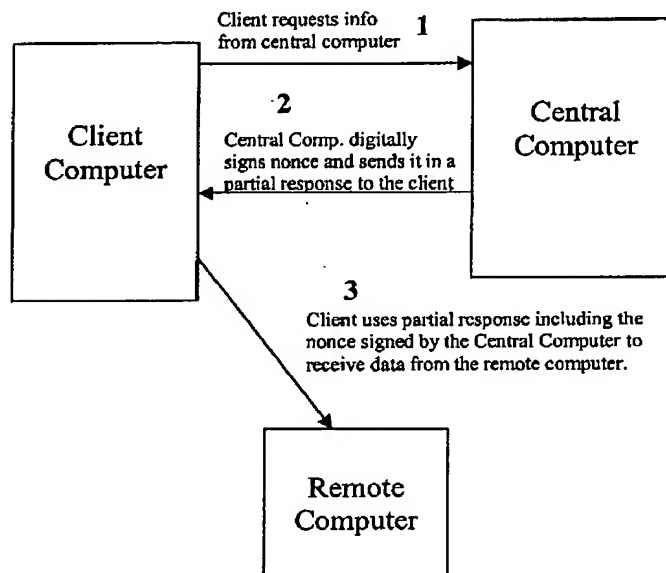 Client requests info
from central computer
1
Client
Computer
2
Central Comp. digitally
signs nonce and sends it in a
partial response to the client
Central
Computer
3
Client uses partial response including the
nonce signed by the Central Computer to
receive data from the remote computer.
Remote
Computer